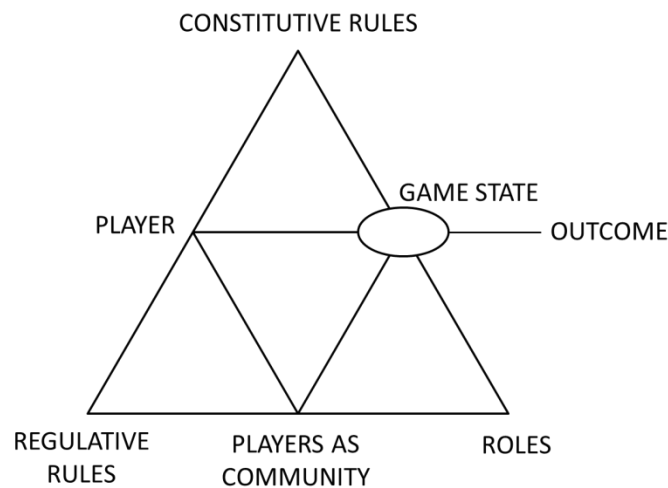 CONSTITUTIVE RULES
GAME STATE
PLAYER
OUTCOME
REGULATIVE
RULES
PLAYERS AS
COMMUNITY
ROLES